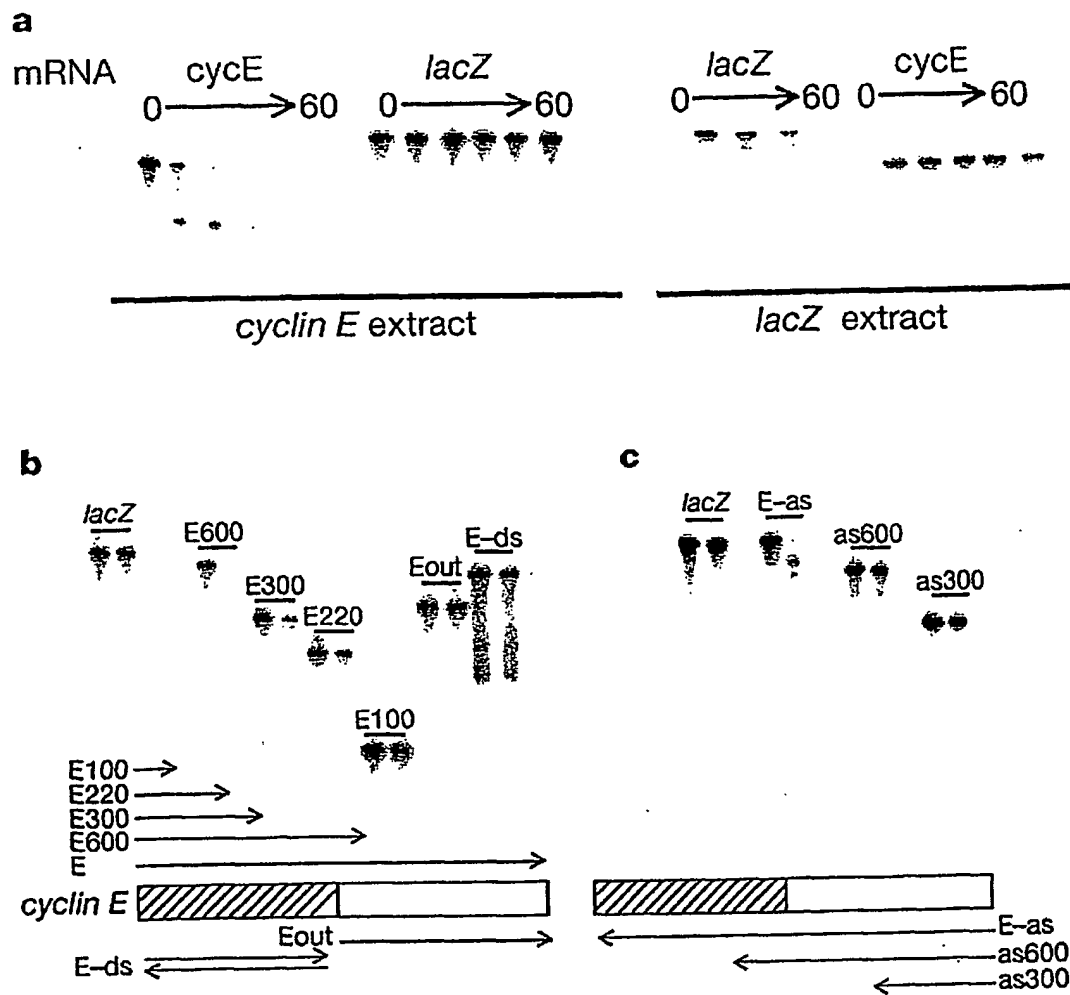 a
mRNA cycE lacZ lacZ cycE
0 60 0 60 0 60 0 60
cyclin E extract lacZ extract
b c
lacZ E600 E300 E220 E100 Eout E–ds
lacZ E–as as600 as300
E100
E220
E300
E600
E
cyclin E
Eout
E–ds
E–as
as600
as300